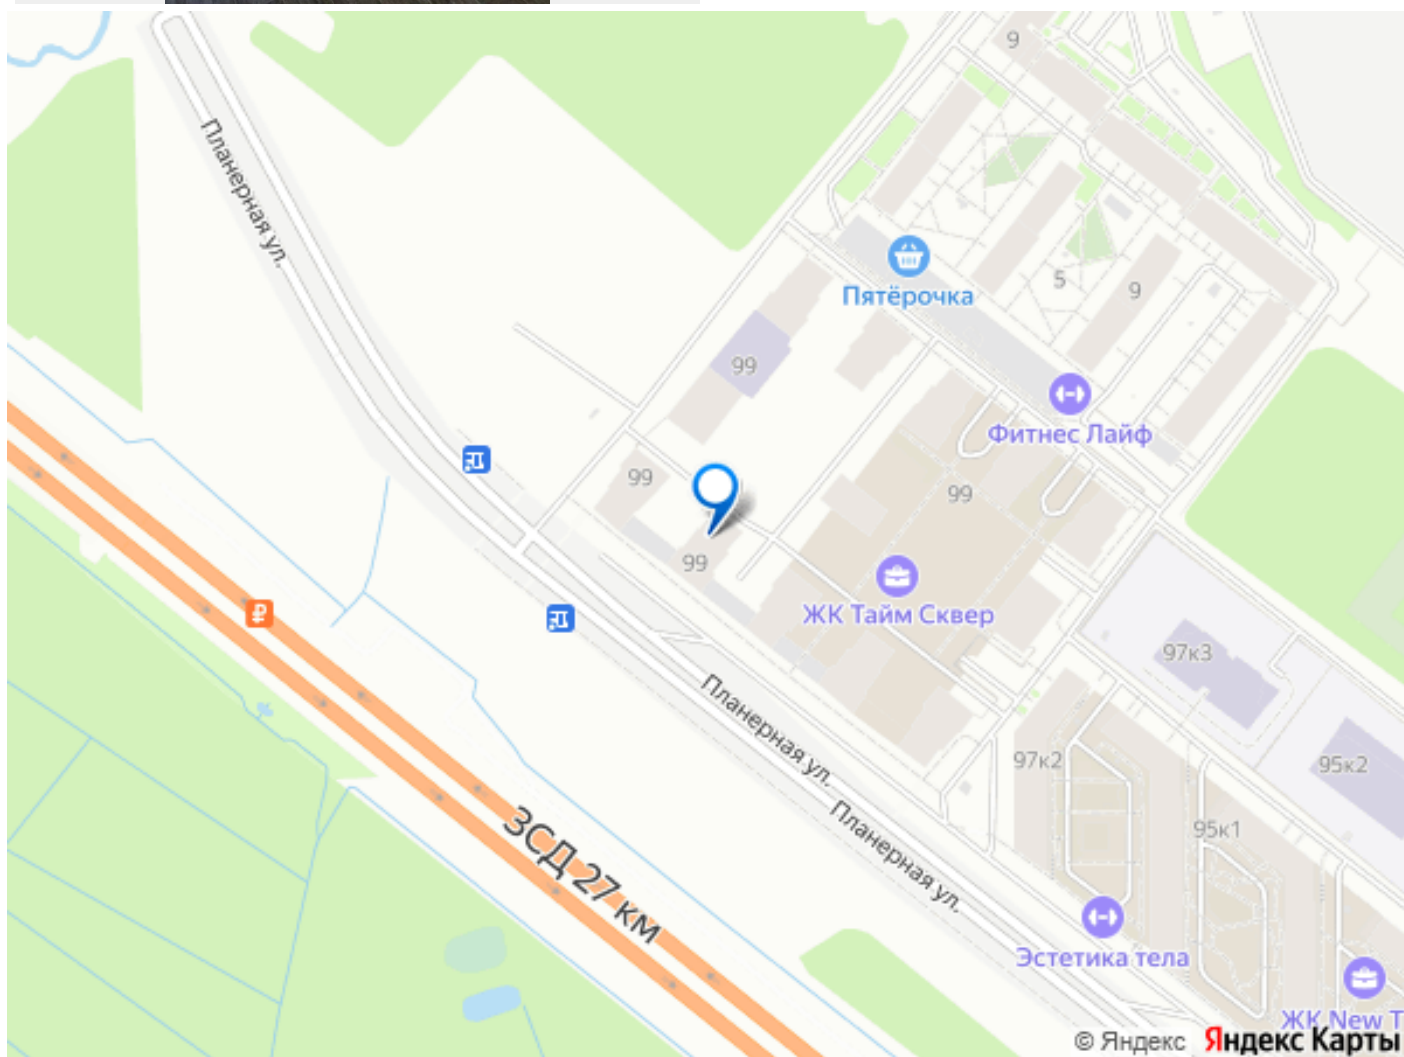 9
Планерная ул.
Пятёрочка
5
9
99
Фитнес Лайф
99
99
99
ЖК Тайм Сквер
97к3
Планерная ул.
97к2
95к2
Планерная ул.
95к1
ЗСД 27 км
Эстетика тела
ЖК New T
© Яндекс Яндекс Карты